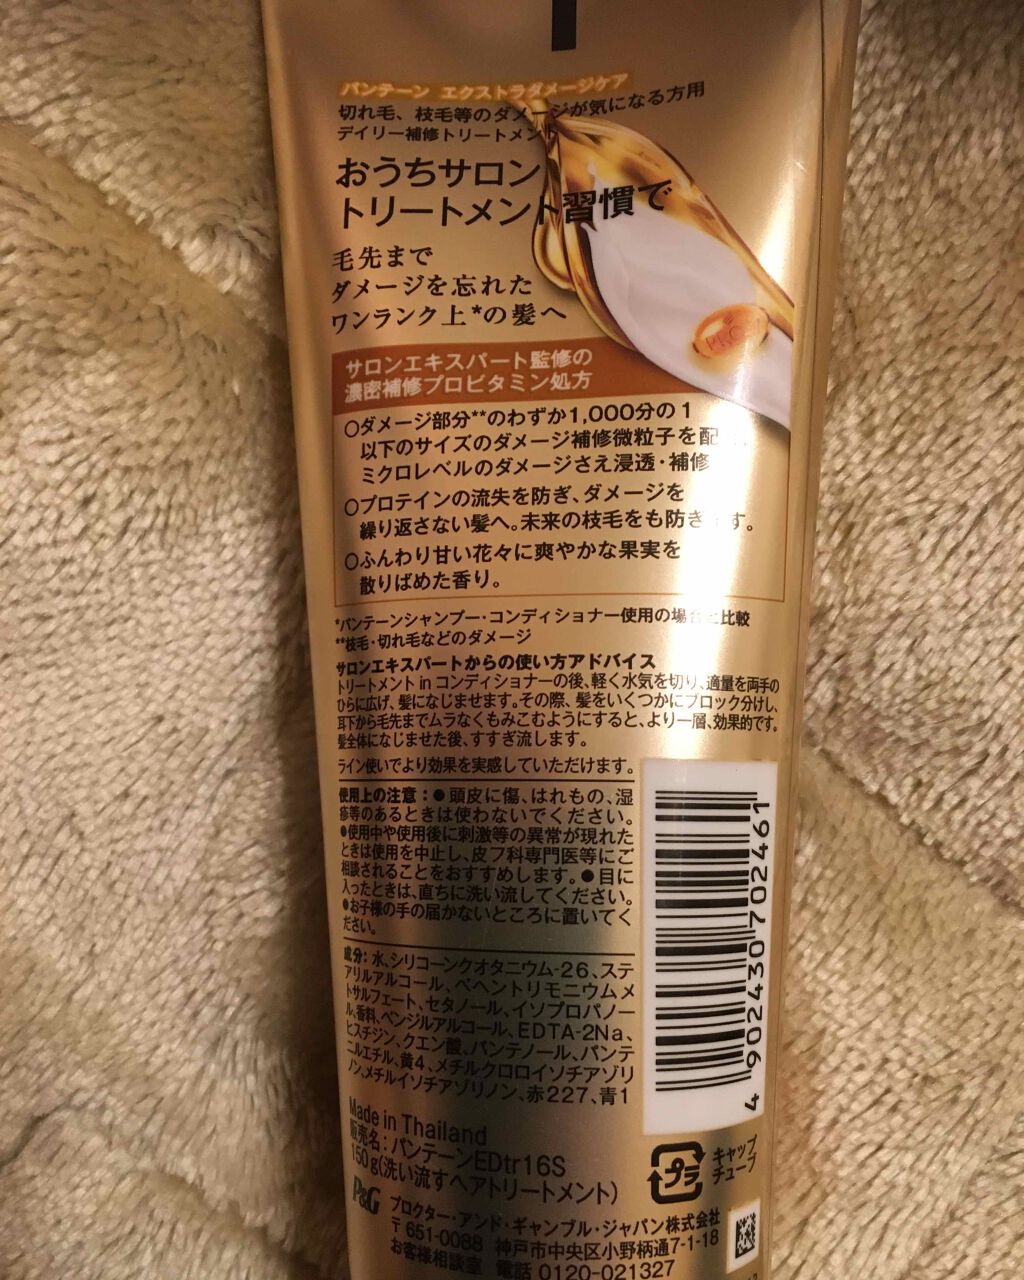 パンテーン エクストラダメージケア
切れ毛、枝毛等のダメージが気になる方用
デイリー補修トリートメント
おうちサロン
トリートメント習慣で
毛先まで
ダメージを忘れた
ワンランク上*の髪へ
PRO
サロンエキスパート監修の
濃密補修プロビタミン処方
○ダメージ部分**のわずか1,000分の1
以下のサイズのダメージ補修微粒子を配
ミクロレベルのダメージさえ浸透・補修
○プロテインの流失を防ぎ、ダメージを
繰り返さない髪へ。未来の枝毛をも防ぎます。
○ふんわり甘い花々に爽やかな果実を
散りばめた香り。
*パンテーンシャンプー・コンディショナー使用の場合と比較
**枝毛・切れ毛などのダメージ
サロンエキスパートからの使い方アドバイス
トリートメント in コンディショナーの後、軽く水気を切り、適量を両手の
ひらに広げ、髪になじませます。その際、髪をいくつかにブロック分けし、
耳下から毛先までムラなくもみこむようにすると、より一層、効果的です。
髪全体になじませた後、すすぎ流します。
ライン使いでより効果を実感していただけます。
使用上の注意：●頭皮に傷、はれもの、湿
疹等のあるときは使わないでください。
●使用中や使用後に刺激等の異常が現れた
ときは使用を中止し、皮フ科専門医等にご
相談されることをおすすめします。●目に
入ったときは、直ちに洗い流してください。
●お子様の手の届かないところに置いてく
ださい。
成分：水、シリコーンクオタニウム-26、ステ
アリルアルコール、ベヘントリモニウムメ
トサルフェート、セタノール、イソプロパノー
ル、香料、ベンジルアルコール、EDTA-2Na、
ヒスチジン、クエン酸、パンテノール、パンテ
ニルエチル、黄4、メチルクロロイソチアゾリ
ノン、メチルイソチアゾリノン、赤227、青1
4 902430 702461
Made in Thailand
販売名：パンテーンEDtr16S
150g(洗い流すヘアトリートメント)
プラ
キャップ
チューブ
P&G
プロクター・アンド・ギャンブル・ジャパン株式会社
〒651-0088 神戸市中央区小野柄通7-1-18
お客様相談室 電話 0120-021327